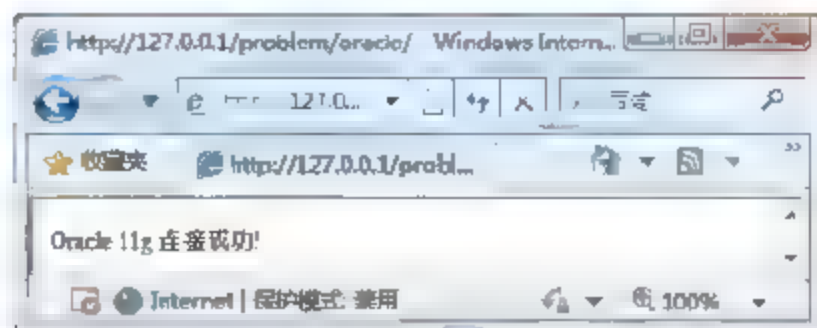 http://127.0.0.1/problem/oracle/ Windows Intern...
127.0...
收藏夹 http://127.0.0.1/probl...
Oracle 11g 连接成功!
Internet | 保护模式: 禁用 100%